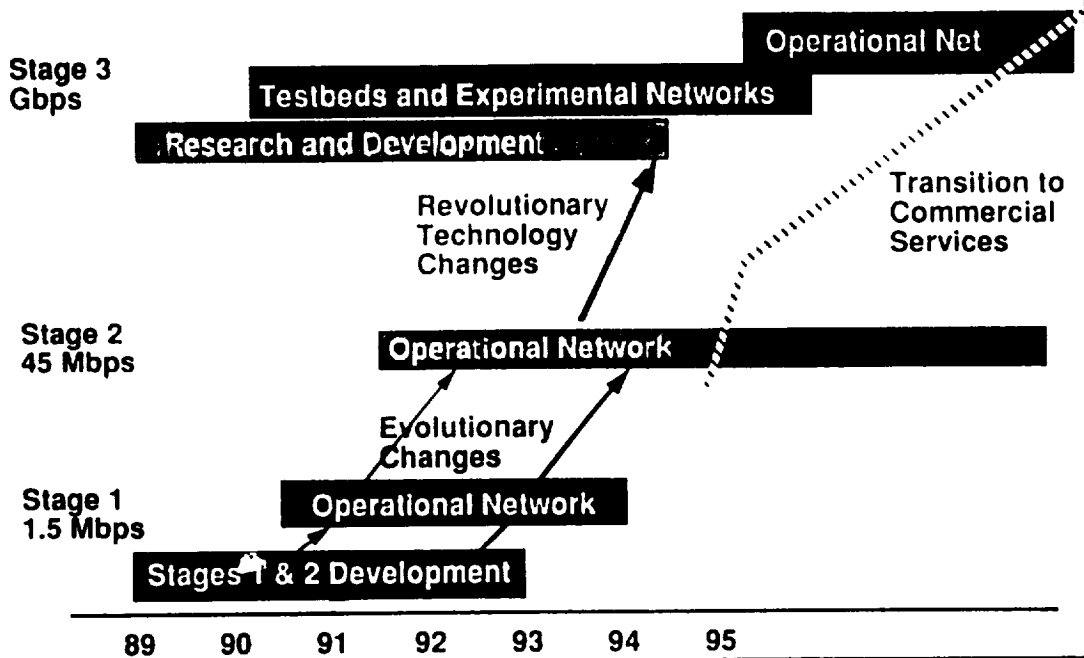 Operational Net
Stage 3
Gbps
Testbeds and Experimental Networks
Research and Development
Transition to
Commercial
Services
Revolutionary
Technology
Changes
Stage 2
45 Mbps
Operational Network
Evolutionary
Changes
Stage 1
1.5 Mbps
Operational Network
Stages 1 & 2 Development
89 90 91 92 93 94 95